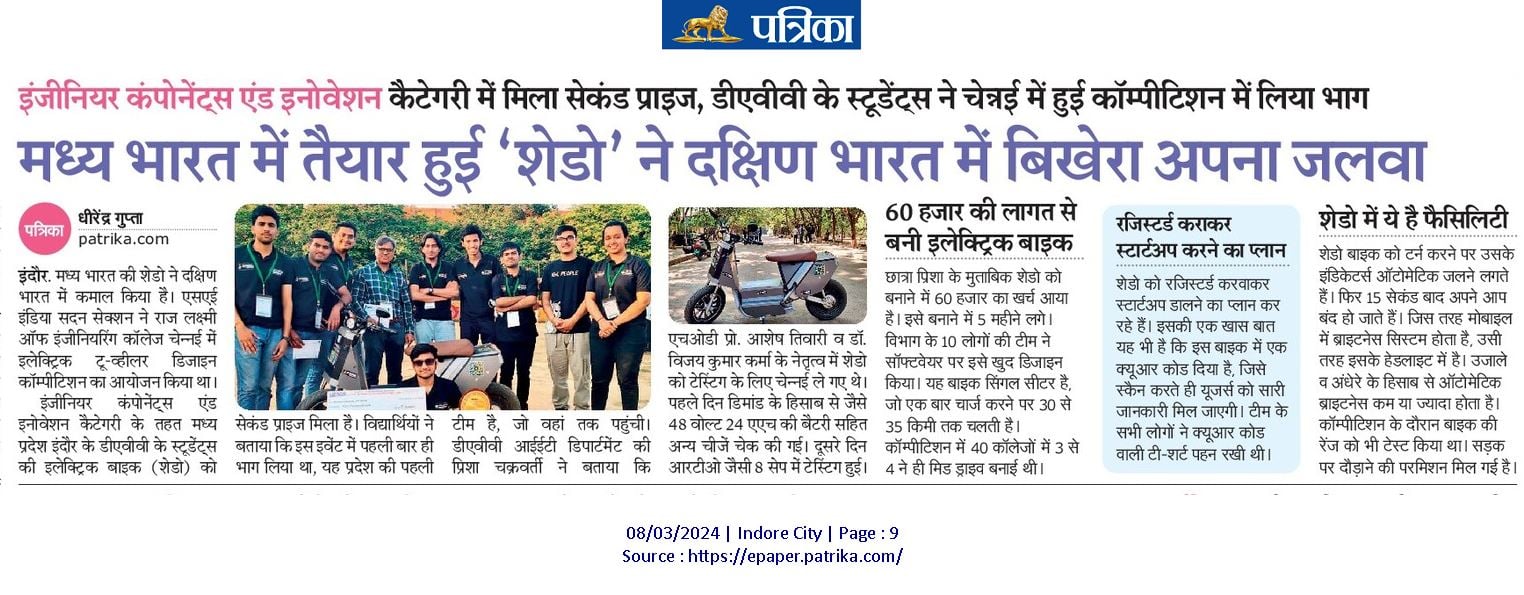 पत्रिका
इंजीनियर कंपोनेंट्स एंड इनोवेशन कैटेगरी में मिला सेकंड प्राइज, डीएवीवी के स्टूडेंट्स ने चेन्नई में हुई कॉम्पीटिशन में लिया भाग
मध्य भारत में तैयार हुई ‘शेडो’ ने दक्षिण भारत में बिखेरा अपना जलवा
पत्रिका
धीरेंद्र गुप्ता
patrika.com
इंदौर. मध्य भारत की शेडो ने दक्षिण
भारत में कमाल किया है। एसएई
इंडिया सदन सेक्शन ने राज लक्ष्मी
ऑफ इंजीनियरिंग कॉलेज चेन्नई में
इलेक्ट्रिक टू-व्हीलर डिजाइन
कॉम्पीटिशन का आयोजन किया था।
इंजीनियर कंपोनेंट्स एंड
इनोवेशन कैटेगरी के तहत मध्य
प्रदेश इंदौर के डीएवीवी के स्टूडेंट्स
की इलेक्ट्रिक बाइक (शेडो) को
सेकंड प्राइज मिला है। विद्यार्थियों ने
बताया कि इस इवेंट में पहली बार ही
भाग लिया था, यह प्रदेश की पहली
टीम है, जो वहां तक पहुंची।
डीएवीवी आईईटी डिपार्टमेंट की
प्रिशा चक्रवर्ती ने बताया कि
एचओडी प्रो. आशेष तिवारी व डॉ.
विजय कुमार कर्मा के नेतृत्व में शेडो
को टेस्टिंग के लिए चेन्नई ले गए थे।
पहले दिन डिमांड के हिसाब से जैसे
48 वोल्ट 24 एएच की बैटरी सहित
अन्य चीजें चेक की गई। दूसरे दिन
आरटीओ जैसी 8 सेप में टेस्टिंग हुई।
60 हजार की लागत से
बनी इलेक्ट्रिक बाइक
छात्रा प्रिशा के मुताबिक शेडो को
बनाने में 60 हजार का खर्च आया
है। इसे बनाने में 5 महीने लगे।
विभाग के 10 लोगों की टीम ने
सॉफ्टवेयर पर इसे खुद डिजाइन
किया। यह बाइक सिंगल सीटर है,
जो एक बार चार्ज करने पर 30 से
35 किमी तक चलती है।
कॉम्पीटिशन में 40 कॉलेजों में 3 से
4 ने ही मिड ड्राइव बनाई थी।
रजिस्टर्ड कराकर
स्टार्टअप करने का प्लान
शेडो को रजिस्टर्ड करवाकर
स्टार्टअप डालने का प्लान कर
रहे हैं। इसकी एक खास बात
यह भी है कि इस बाइक में एक
क्यूआर कोड दिया है, जिसे
स्कैन करते ही यूजर्स को सारी
जानकारी मिल जाएगी। टीम के
सभी लोगों ने क्यूआर कोड
वाली टी-शर्ट पहन रखी थी।
शेडो में ये है फैसिलिटी
शेडो बाइक को टर्न करने पर उसके
इंडिकेटर्स ऑटोमेटिक जलने लगते
हैं। फिर 15 सेकंड बाद अपने आप
बंद हो जाते हैं। जिस तरह मोबाइल
में ब्राइटनेस सिस्टम होता है, उसी
तरह इसके हेडलाइट में है। उजाले
व अंधेरे के हिसाब से ऑटोमेटिक
ब्राइटनेस कम या ज्यादा होता है।
कॉम्पीटिशन के दौरान बाइक की
रेंज को भी टेस्ट किया था। सड़क
पर दौड़ाने की परमिशन मिल गई है।
08/03/2024 | Indore City | Page : 9
Source : https://epaper.patrika.com/